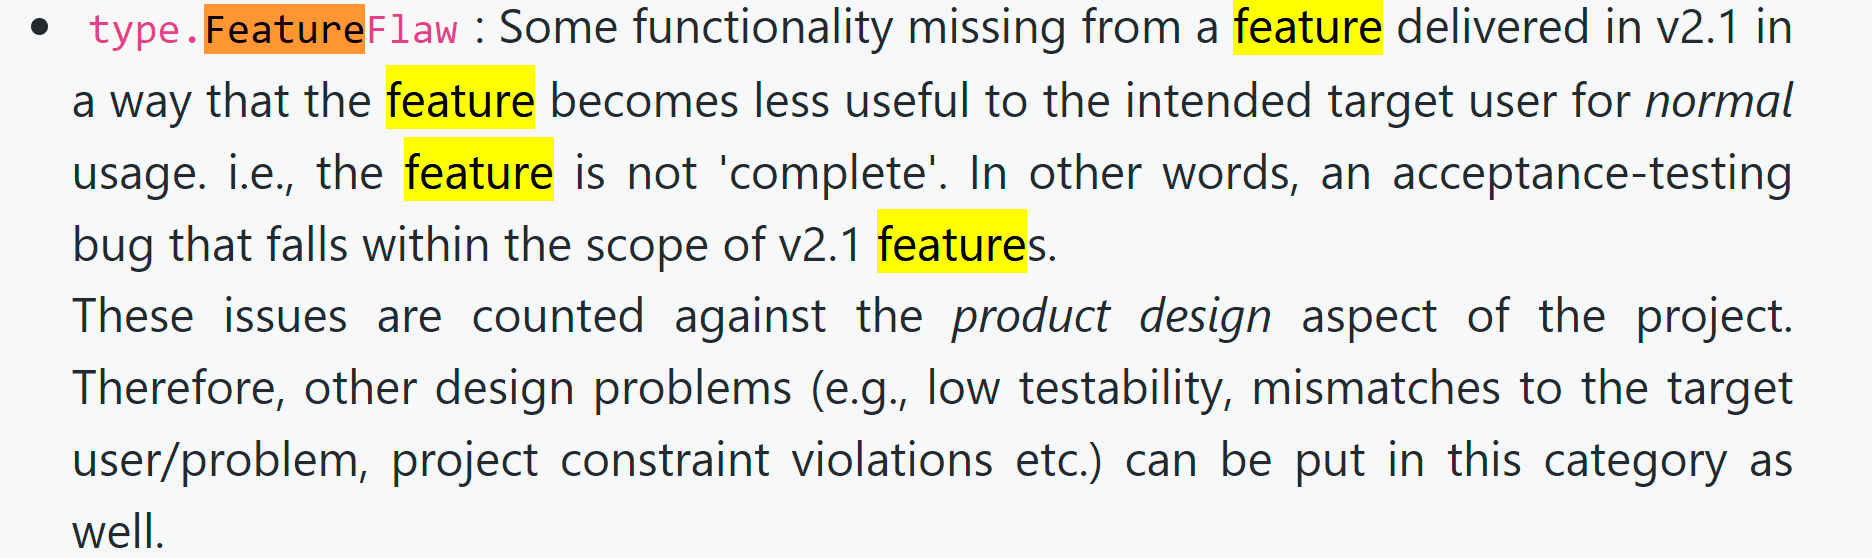 • type.FeatureFlaw : Some functionality missing from a feature delivered in v2.1 in
a way that the feature becomes less useful to the intended target user for normal
usage. i.e., the feature is not 'complete'. In other words, an acceptance-testing
bug that falls within the scope of v2.1 features.
These issues are counted against the product design aspect of the project.
Therefore, other design problems (e.g., low testability, mismatches to the target
user/problem, project constraint violations etc.) can be put in this category as
well.